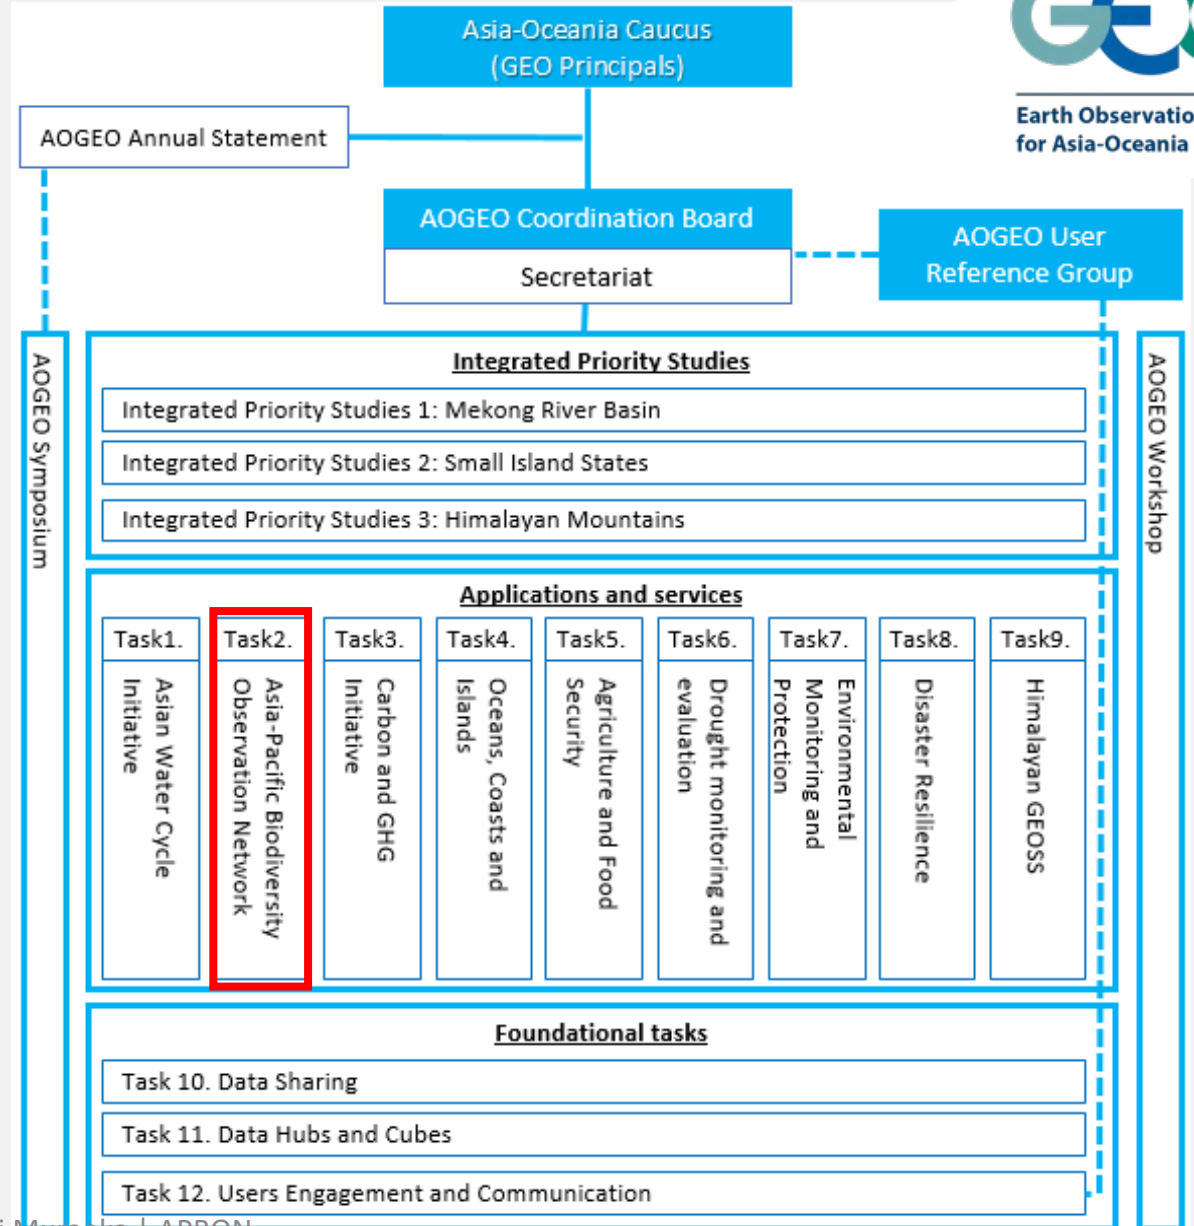 Asia-Oceania Caucus
(GEO Principals)
Earth Observatio
for Asia-Oceania
AOGEO Annual Statement
AOGEO Coordination Board
Secretariat
AOGEO User
Reference Group
AOGEO Symposium
Integrated Priority Studies
Integrated Priority Studies 1: Mekong River Basin
Integrated Priority Studies 2: Small Island States
Integrated Priority Studies 3: Himalayan Mountains
AOGEO Workshop
Applications and services
Task1.
Asian Water Cycle
Initiative
Task2.
Asia-Pacific Biodiversity
Observation Network
Task3.
Carbon and GHG
Initiative
Task4.
Oceans, Coasts and
Islands
Task5.
Agriculture and Food
Security
Task6.
Drought monitoring and
evaluation
Task7.
Environmental
Monitoring and
Protection
Task8.
Disaster Resilience
Task9.
Himalayan GEOSS
Foundational tasks
Task 10. Data Sharing
Task 11. Data Hubs and Cubes
Task 12. Users Engagement and Communication